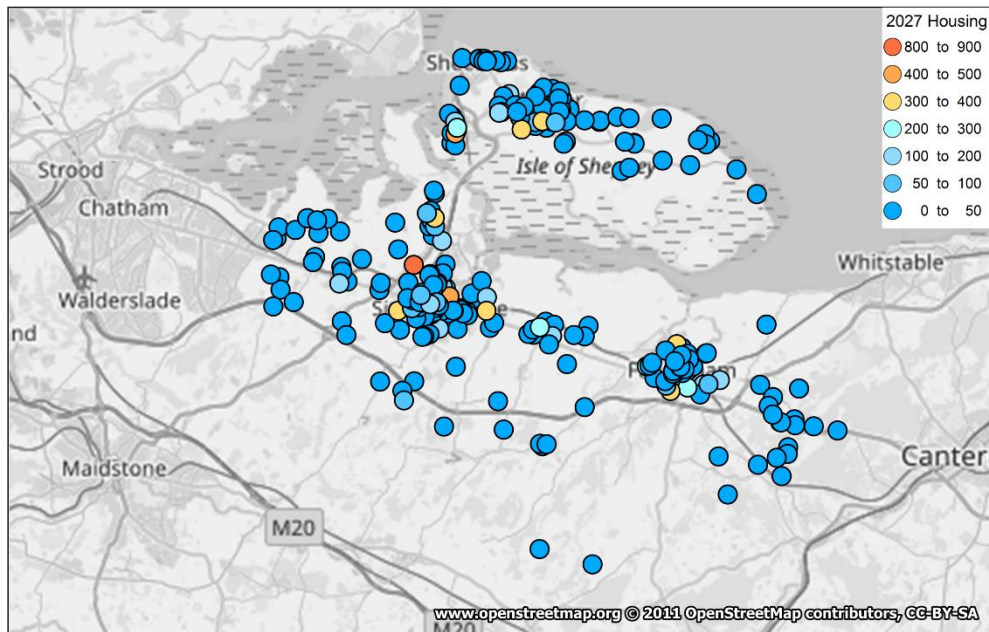 2027 Housing
800 to 900
400 to 500
300 to 400
200 to 300
100 to 200
50 to 100
0 to 50
Isle of
Strood
Chatham
Whitstable
Walderslade
Maidstone
Canter
M20
www.openstreetmap.org © 2011 OpenStreetMap contributors, CC-BY-SA
M20